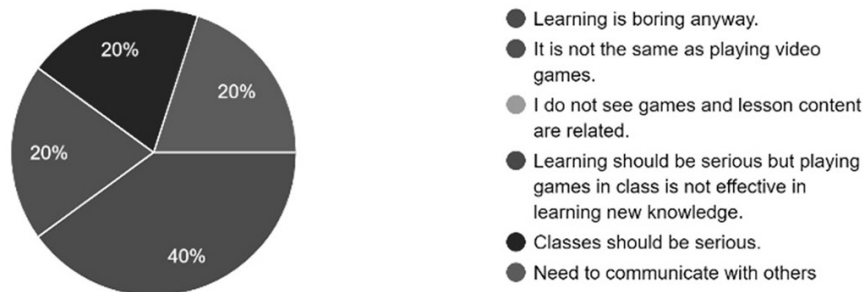 20%
20%
20%
40%
Learning is boring anyway.
It is not the same as playing video
games.
I do not see games and lesson content
are related.
Learning should be serious but playing
games in class is not effective in
learning new knowledge.
Classes should be serious.
Need to communicate with others